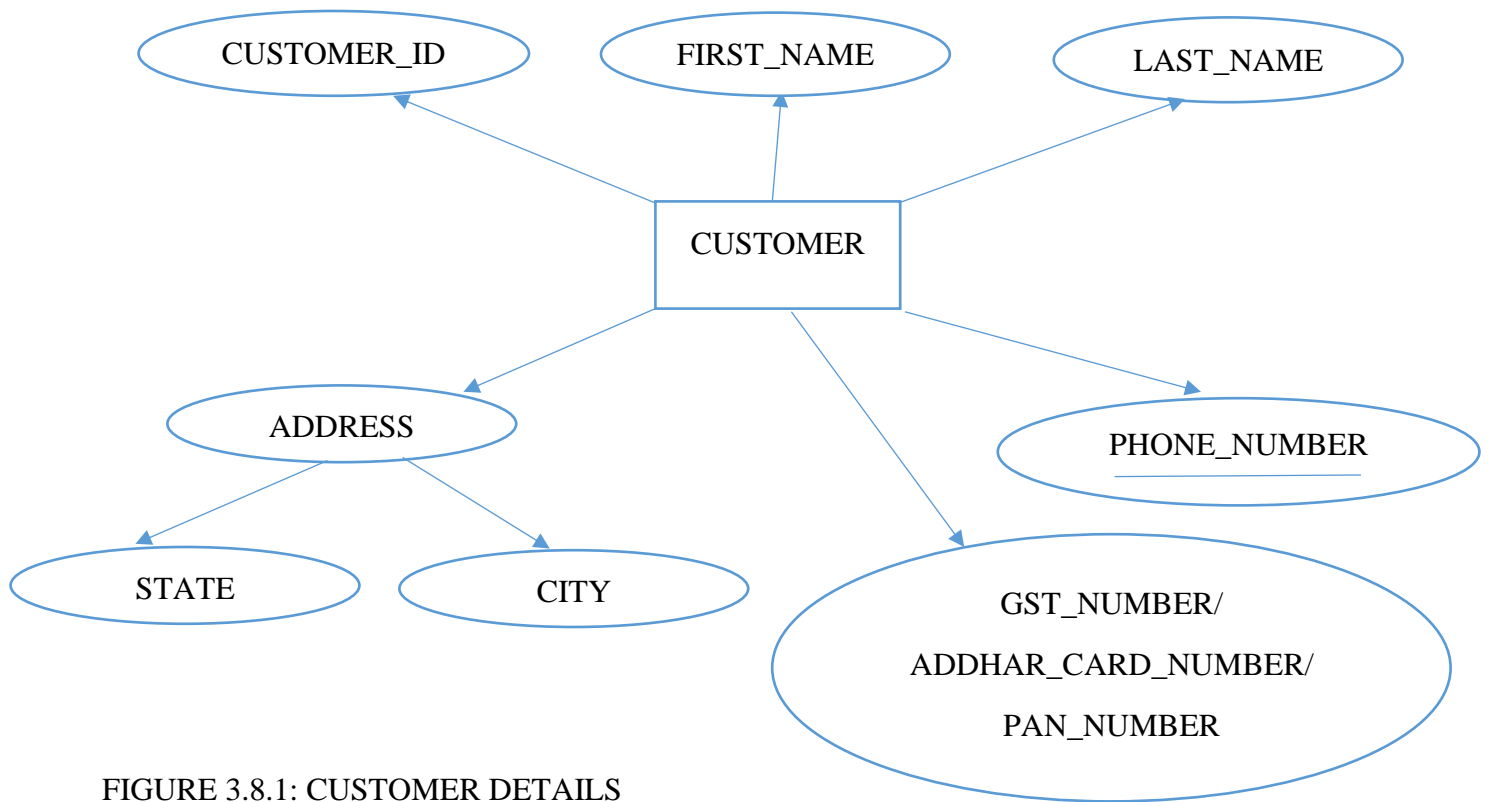 CUSTOMER_ID
FIRST_NAME
LAST_NAME
CUSTOMER
ADDRESS
PHONE_NUMBER
STATE
CITY
GST_NUMBER/
ADDHAR_CARD_NUMBER/
PAN_NUMBER
FIGURE 3.8.1: CUSTOMER DETAILS